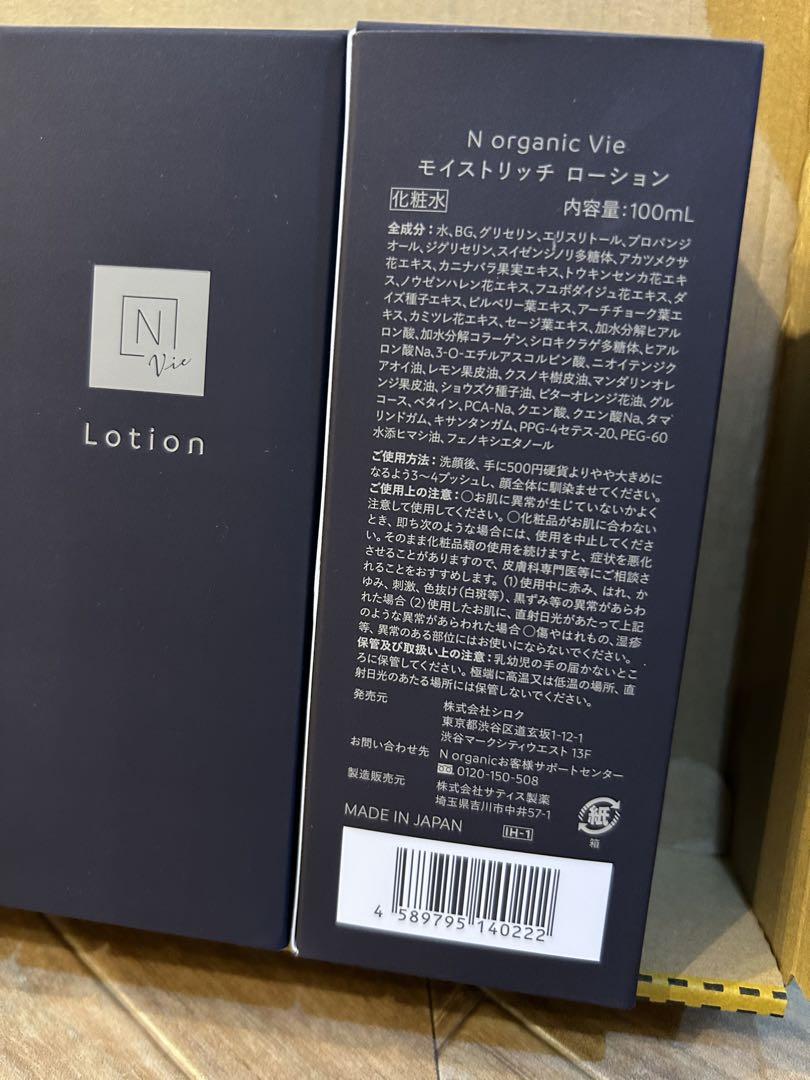 N
Vie
Lotion
N organic Vie
モイストリッチ ローション
化粧水 内容量:100mL
全成分:水、BG、グリセリン、エリスリトール、プロパンジ
オール、ジグリセリン、スイゼンジノリ多糖体、アカツメクサ
花エキス、カニナバラ果実エキス、トウキンセンカ花エキ
ス、ノウゼンハレン花エキス、フユボダイジュ花エキス、ダ
イズ種子エキス、ビルベリー葉エキス、アーチチョーク葉エ
キス、カミツレ花エキス、セージ葉エキス、加水分解ヒアル
ロン酸、加水分解コラーゲン、シロキクラゲ多糖体、ヒアル
ロン酸Na、3-O-エチルアスコルビン酸、ニオイテンジク
アオイ油、レモン果皮油、クスノキ樹皮油、マンダリンオレ
ンジ果皮油、ショウズク種子油、ビターオレンジ花油、グル
コース、ベタイン、PCA-Na、クエン酸、クエン酸Na、タマ
リンドガム、キサンタンガム、PPG-4セテス-20、PEG-60
水添ヒマシ油、フェノキシエタノール
ご使用方法:洗顔後、手に500円硬貨よりやや大きめに
なるよう3〜4プッシュし、顔全体に馴染ませてください。
ご使用上の注意:○お肌に異常が生じていないかよく
注意して使用してください。○化粧品がお肌に合わない
とき、即ち次のような場合には、使用を中止してくださ
い。そのまま化粧品類の使用を続けますと、症状を悪化
させることがありますので、皮膚科専門医等にご相談さ
れることをおすすめします。(1)使用中に赤み、はれ、か
ゆみ、刺激、色抜け(白斑等)、黒ずみ等の異常があらわ
れた場合 (2)使用したお肌に、直射日光があたって上記
のような異常があらわれた場合 ○傷やはれもの、湿疹
等、異常のある部位にはお使いにならないでください。
保管及び取扱い上の注意:乳幼児の手の届かないとこ
ろに保管してください。極端に高温又は低温の場所、直
射日光のあたる場所には保管しないでください。
発売元 株式会社シロク
東京都渋谷区道玄坂1-12-1
渋谷マークシティウエスト 13F
お問い合わせ先 N organicお客様サポートセンター
0120-150-508
製造販売元 株式会社サティス製薬
埼玉県吉川市中井57-1
MADE IN JAPAN IH-1
紙
箱
4 589795 140222